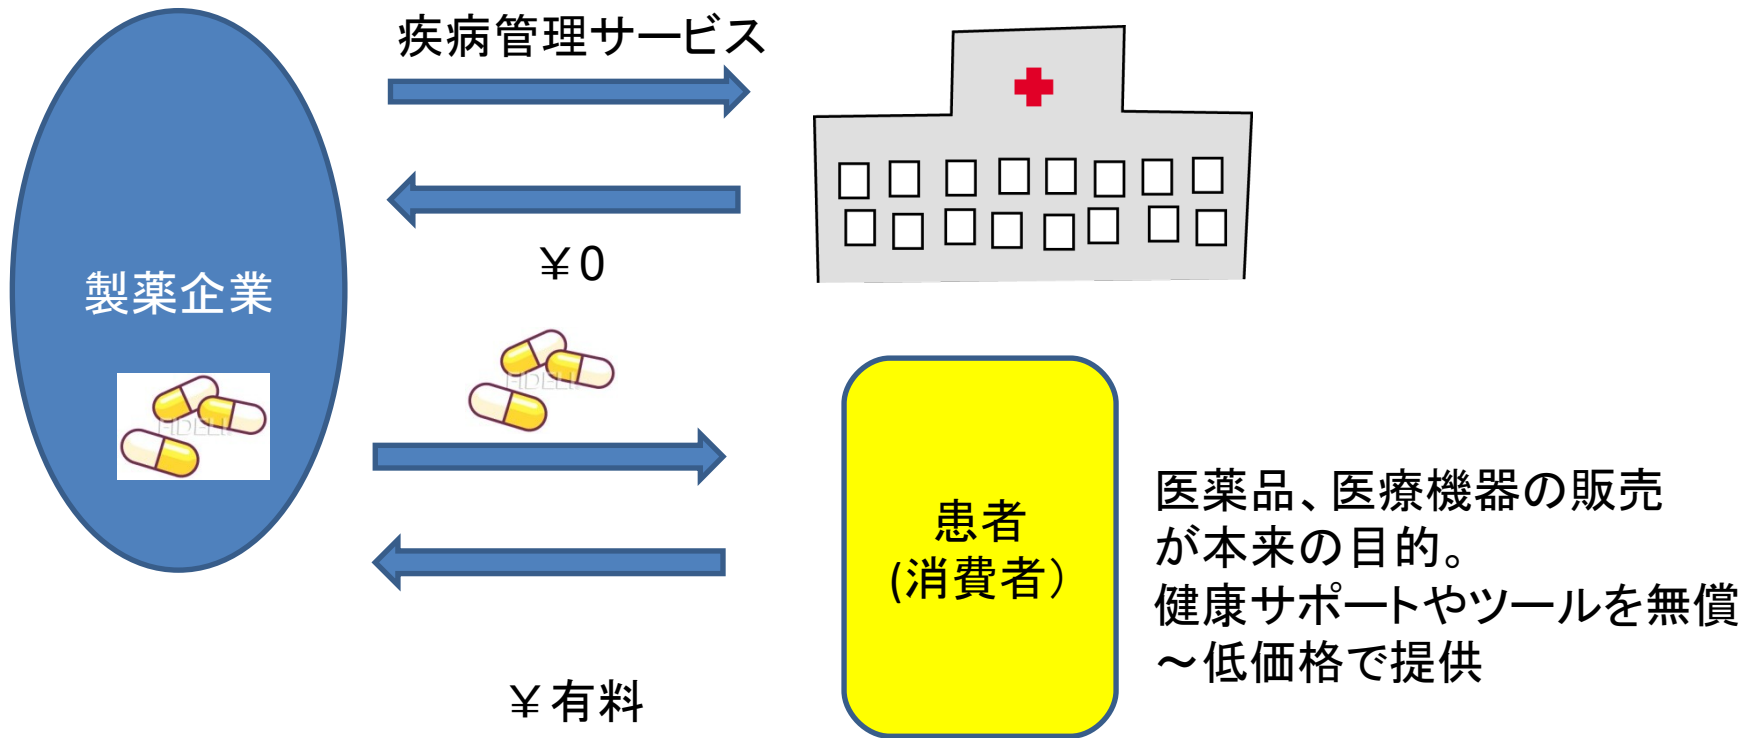 疾病管理サービス
￥0
製薬企業
患者
(消費者）
医薬品、医療機器の販売
が本来の目的。
健康サポートやツールを無償
～低価格で提供
￥有料